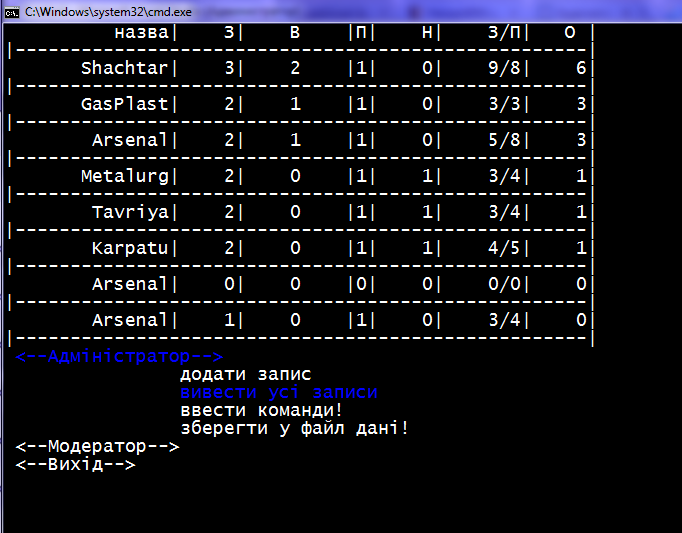 C:\Windows\system32\cmd.exe
назва| З| В |П| Н| З/П| О |
|-----------------------------------------------------|
Shachtar| 3| 2 |1| 0| 9/8| 6|
|-----------------------------------------------------|
GasPlast| 2| 1 |1| 0| 3/3| 3|
|-----------------------------------------------------|
Arsenal| 2| 1 |1| 0| 5/8| 3|
|-----------------------------------------------------|
Metalurg| 2| 0 |1| 1| 3/4| 1|
|-----------------------------------------------------|
Tavriya| 2| 0 |1| 1| 3/4| 1|
|-----------------------------------------------------|
Karpatu| 2| 0 |1| 1| 4/5| 1|
|-----------------------------------------------------|
Arsenal| 0| 0 |0| 0| 0/0| 0|
|-----------------------------------------------------|
Arsenal| 1| 0 |1| 0| 3/4| 0|
|-----------------------------------------------------|
<--Адміністратор-->
додати запис
вивести усі записи
ввести команди!
зберегти у файл дані!
<--Модератор-->
<--Вихід-->